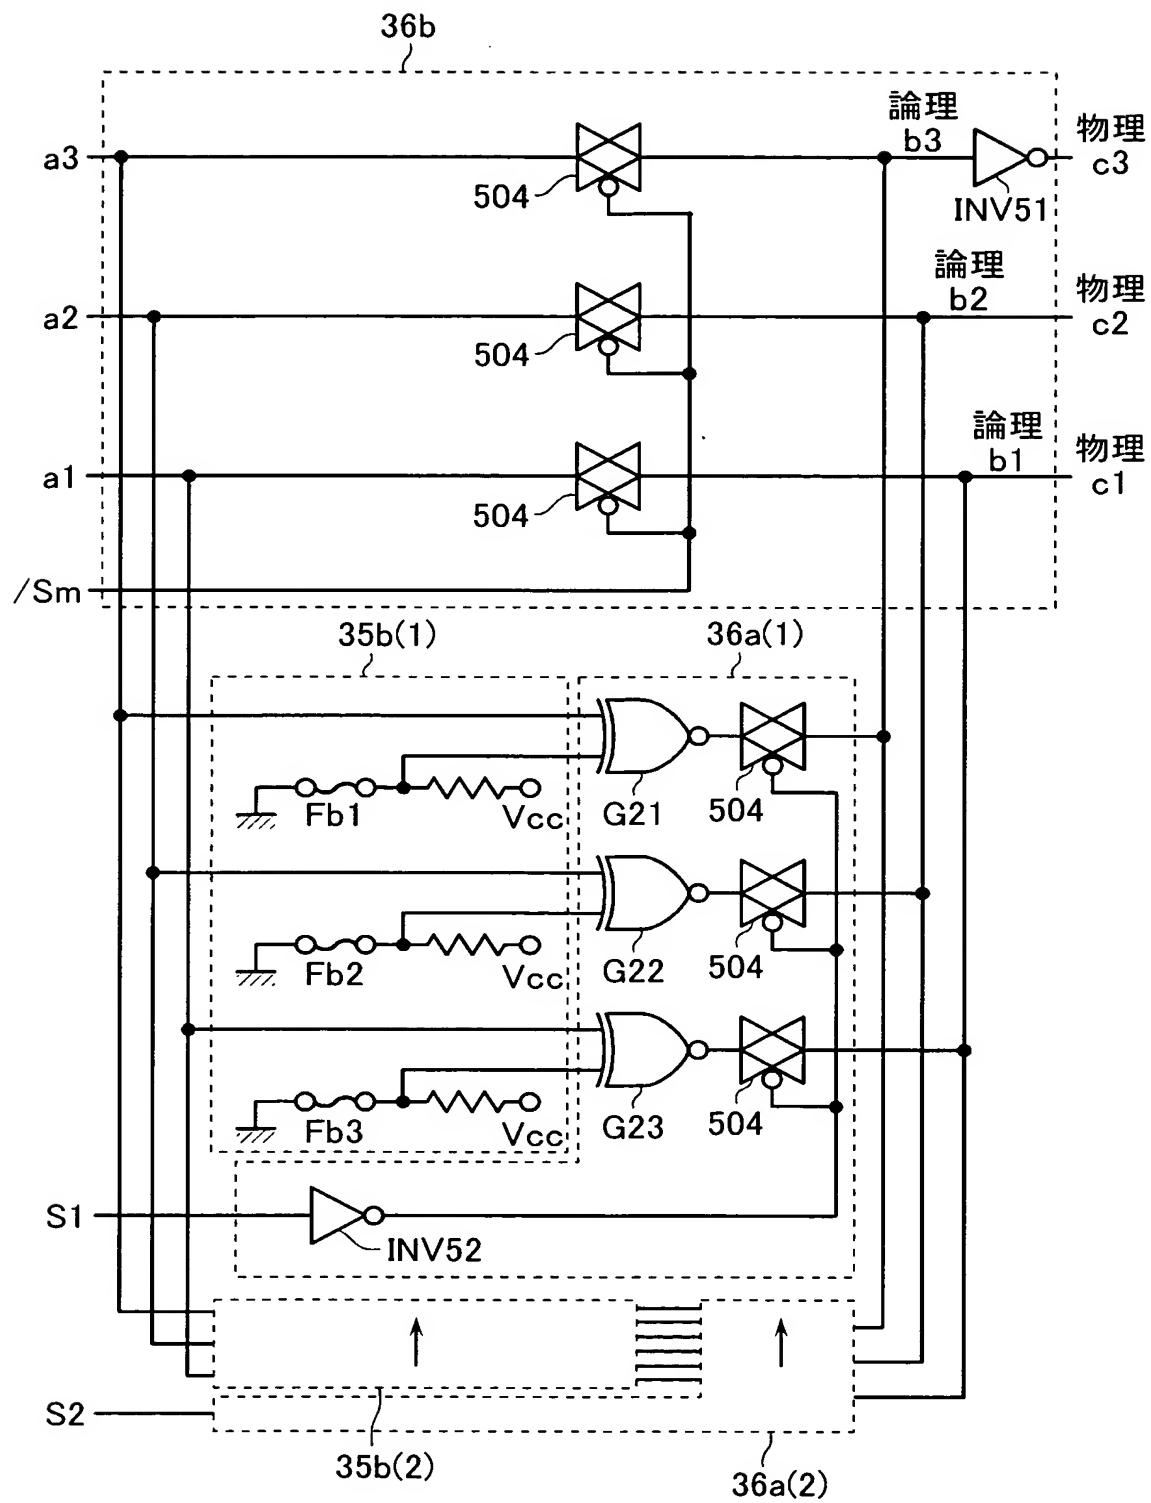 36b
a3
504
論理
b3
INV51
物理
c3
a2
504
論理
b2
物理
c2
a1
504
論理
b1
物理
c1
/Sm
35b(1)
36a(1)
Fb1
Vcc
G21
504
Fb2
Vcc
G22
504
Fb3
Vcc
G23
504
S1
INV52
S2
35b(2)
36a(2)